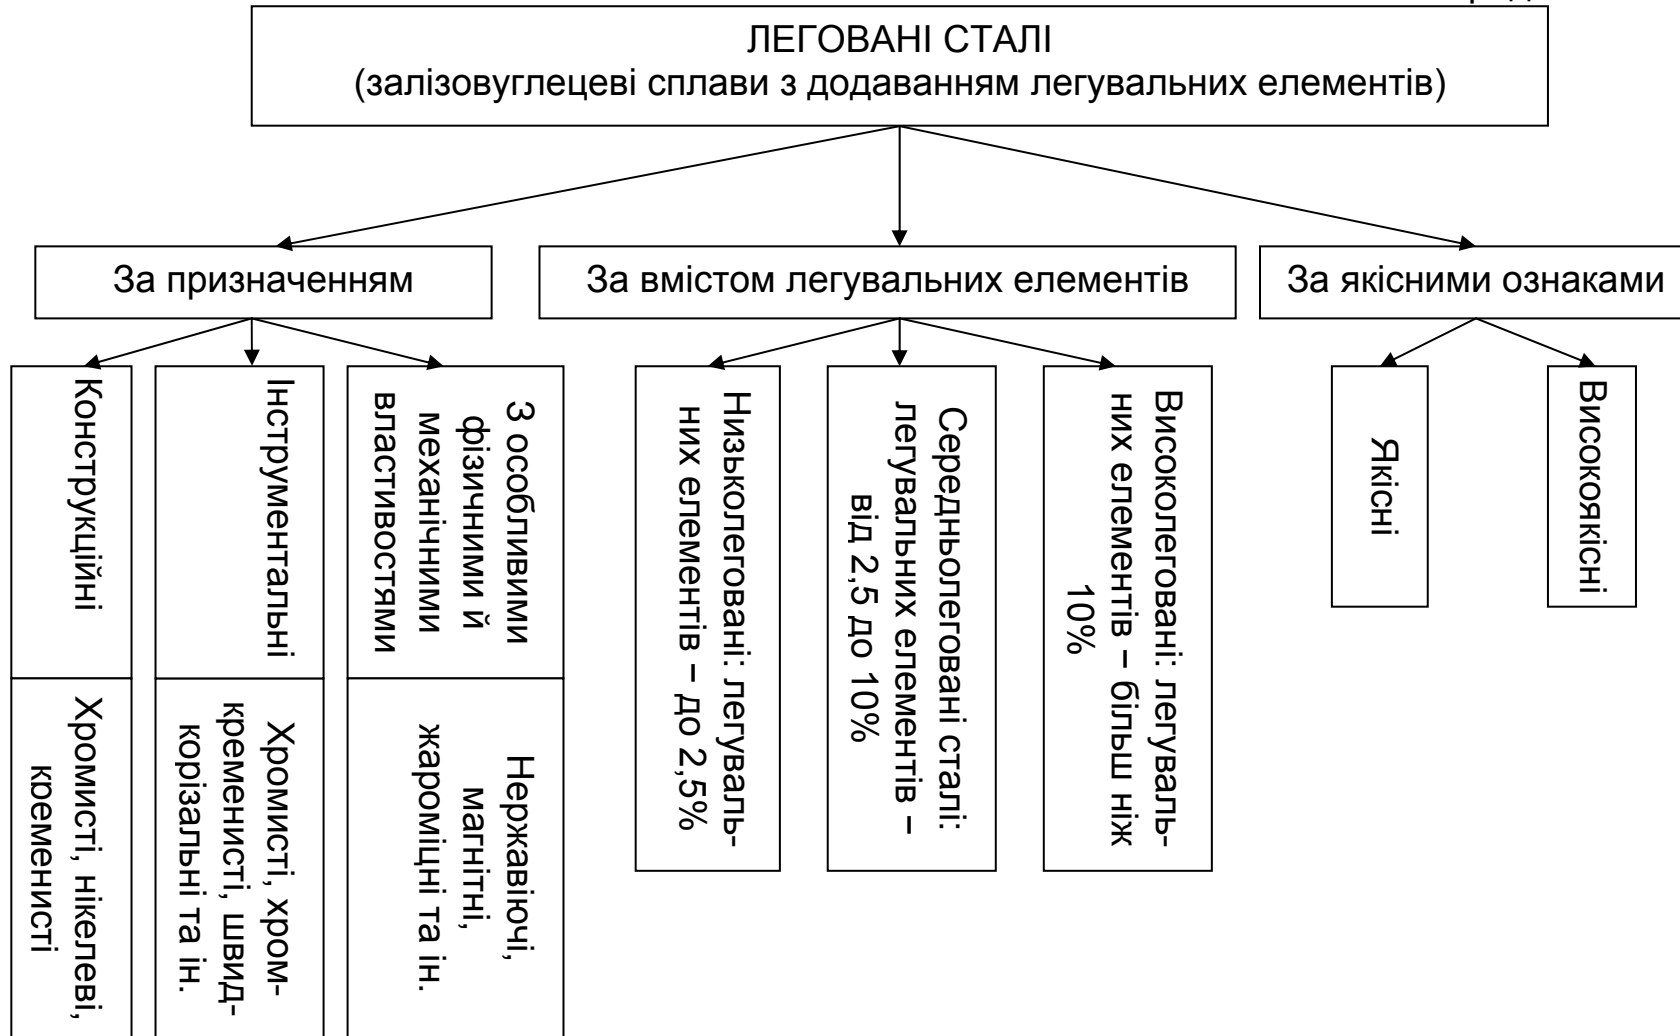 ЛЕГОВАНІ СТАЛІ
(залізовуглецеві сплави з додаванням легувальних елементів)
За призначенням
За вмістом легувальних елементів
За якісними ознаками
Конструкційні
Хромисті, нікелеві,
кременисті
Інструментальні
Хромисті, хром-
кременисті, швид-
корізальні та ін.
З особливими
фізичними й
механічними
властивостями
Нержавіючі,
магнітні,
жароміцні та ін.
Низьколеговані: легуваль-
них елементів – до 2,5%
Середньолеговані сталі:
легувальних елементів –
від 2,5 до 10%
Високолеговані: легуваль-
них елементів – більш ніж
10%
Якісні
Високоякісні